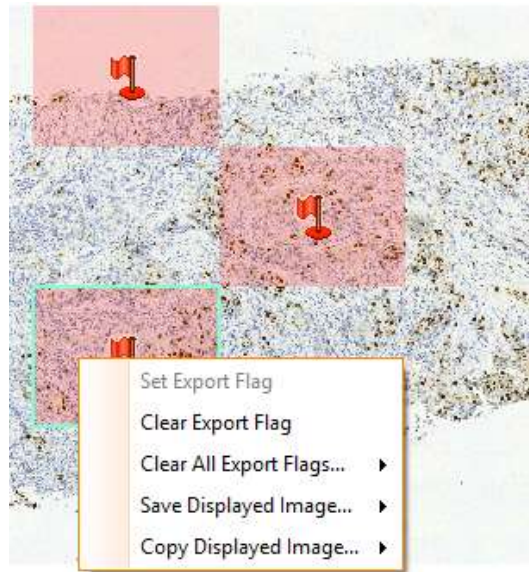 Set Export Flag
Clear Export Flag
Clear All Export Flags...
Save Displayed Image...
Copy Displayed Image...